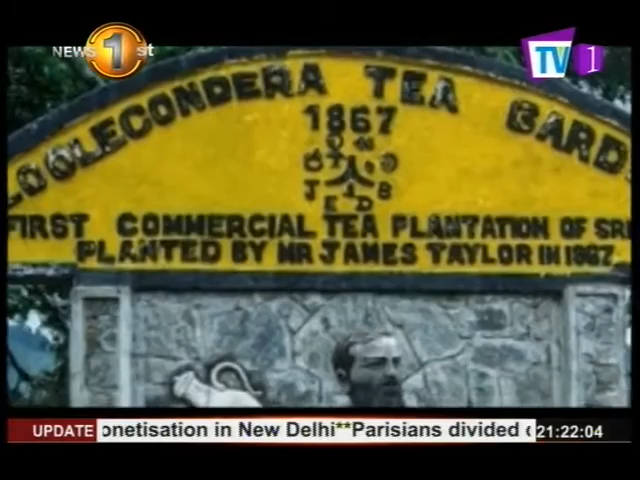 NEWS 1st
TV 1
LOOLECONDERA TEA GARDEN
1867
FIRST COMMERCIAL TEA PLANTATION OF SRI
PLANTED BY MR JAMES TAYLOR IN 1867
UPDATE onetisation in New Delhi**Parisians divided 21:22:04